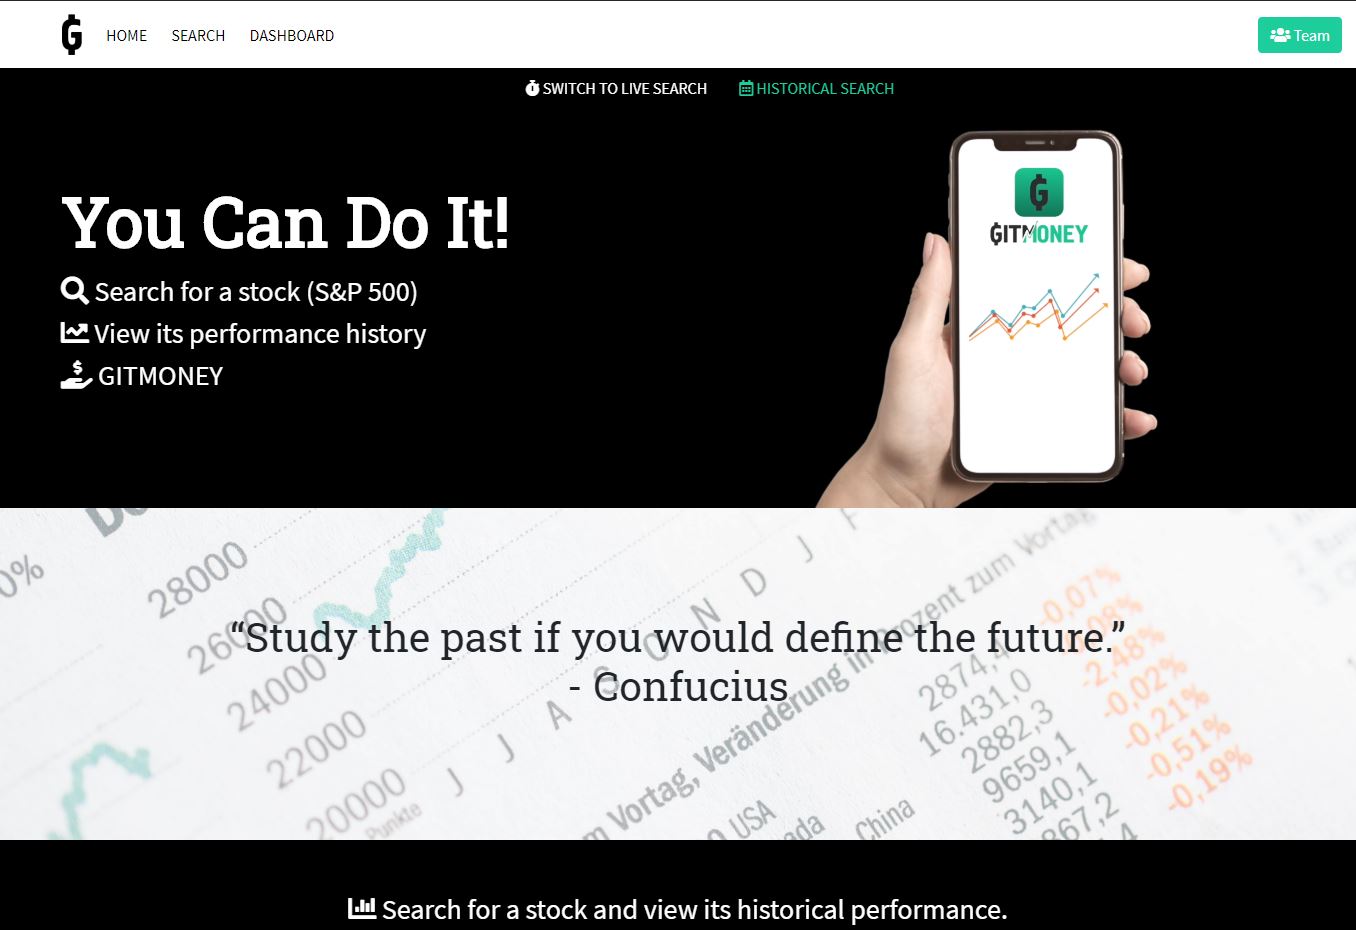 HOME SEARCH DASHBOARD Team
SWITCH TO LIVE SEARCH HISTORICAL SEARCH
You Can Do It!
Search for a stock (S&P 500)
View its performance history
GITMONEY
GITMONEY
“Study the past if you would define the future.”
- Confucius
0%
28000
26000
24000
22000
20000
Punkte
J J A S O N D J F
Vortag, Veränderung in Prozent zum Vortag
USA
China
2874,4
16.431,0
2882,3
9659,1
3140,1
867,2
-0,07%
-2,48%
-0,02%
-0,21%
-0,51%
-0,19%
Search for a stock and view its historical performance.